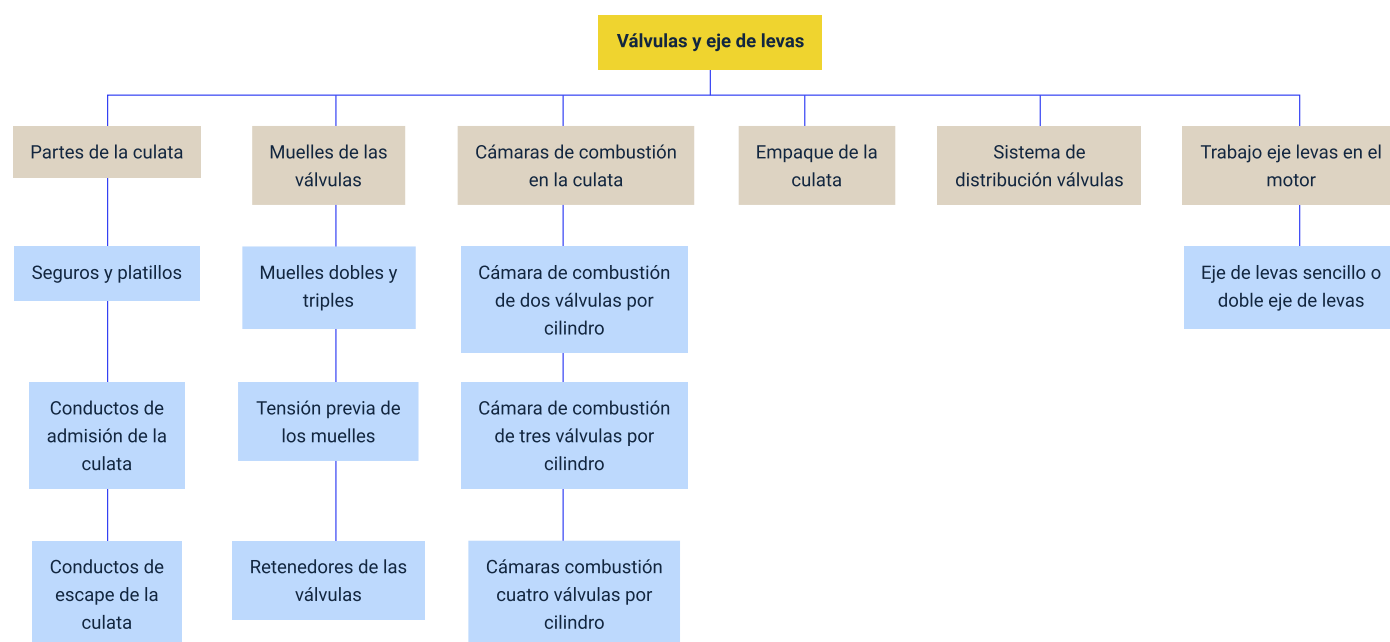 Válvulas y eje de levas
Partes de la culata
Muelles de las
válvulas
Cámaras de combustión
en la culata
Empaque de la
culata
Sistema de
distribución válvulas
Trabajo eje levas en el
motor
Seguros y platillos
Muelles dobles y
triples
Cámara de combustión
de dos válvulas por
cilindro
Eje de levas sencillo o
doble eje de levas
Conductos de
admisión de la
culata
Tensión previa de
los muelles
Cámara de combustión
de tres válvulas por
cilindro
Conductos de
escape de la
culata
Retenedores de las
válvulas
Cámaras combustión
cuatro válvulas por
cilindro